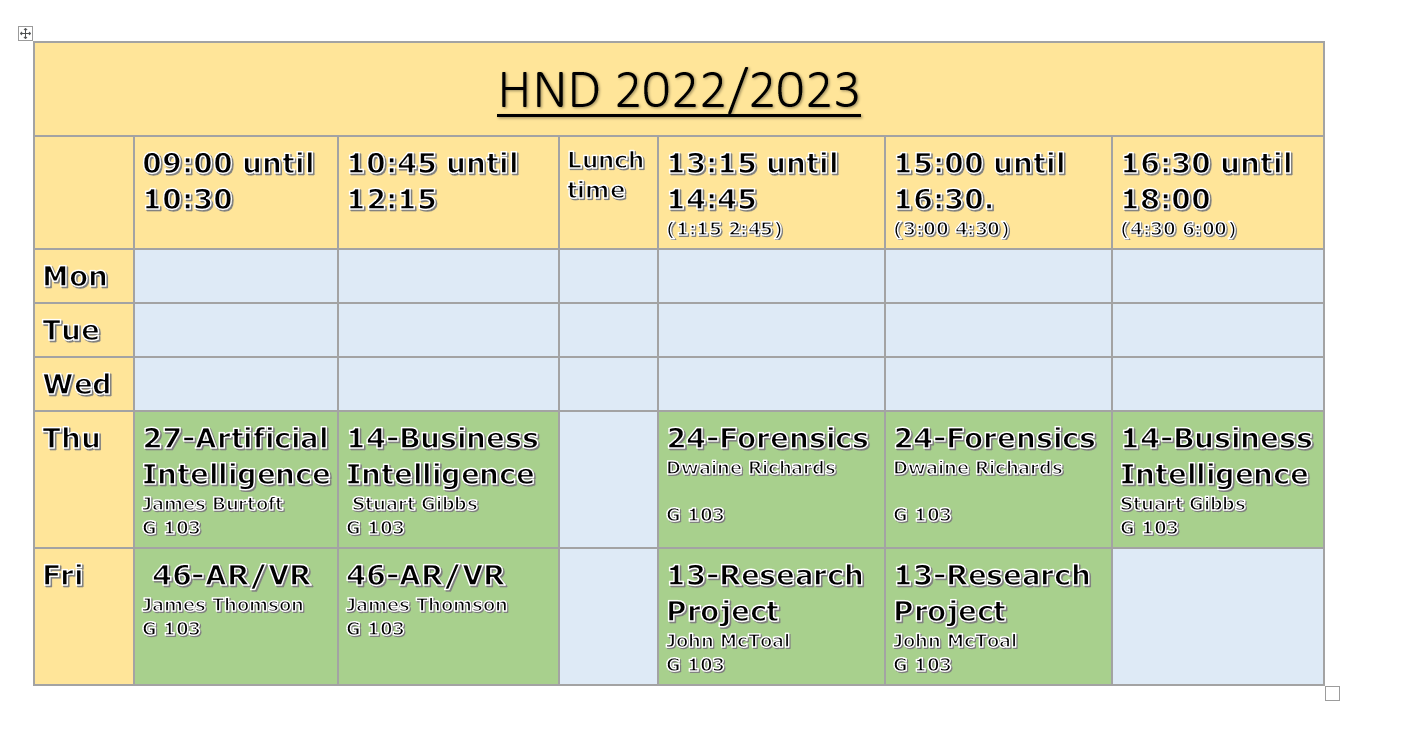 HND 2022/2023
09:00 until
10:30
10:45 until
12:15
Lunch
time
13:15 until
14:45
(1:15 2:45)
15:00 until
16:30.
(3:00 4:30)
16:30 until
18:00
(4:30 6:00)
Mon
Tue
Wed
Thu
27-Artificial
Intelligence
James Burtoft
G 103
14-Business
Intelligence
Stuart Gibbs
G 103
24-Forensics
Dwaine Richards
G 103
24-Forensics
Dwaine Richards
G 103
14-Business
Intelligence
Stuart Gibbs
G 103
Fri
46-AR/VR
James Thomson
G 103
46-AR/VR
James Thomson
G 103
13-Research
Project
John McToal
G 103
13-Research
Project
John McToal
G 103